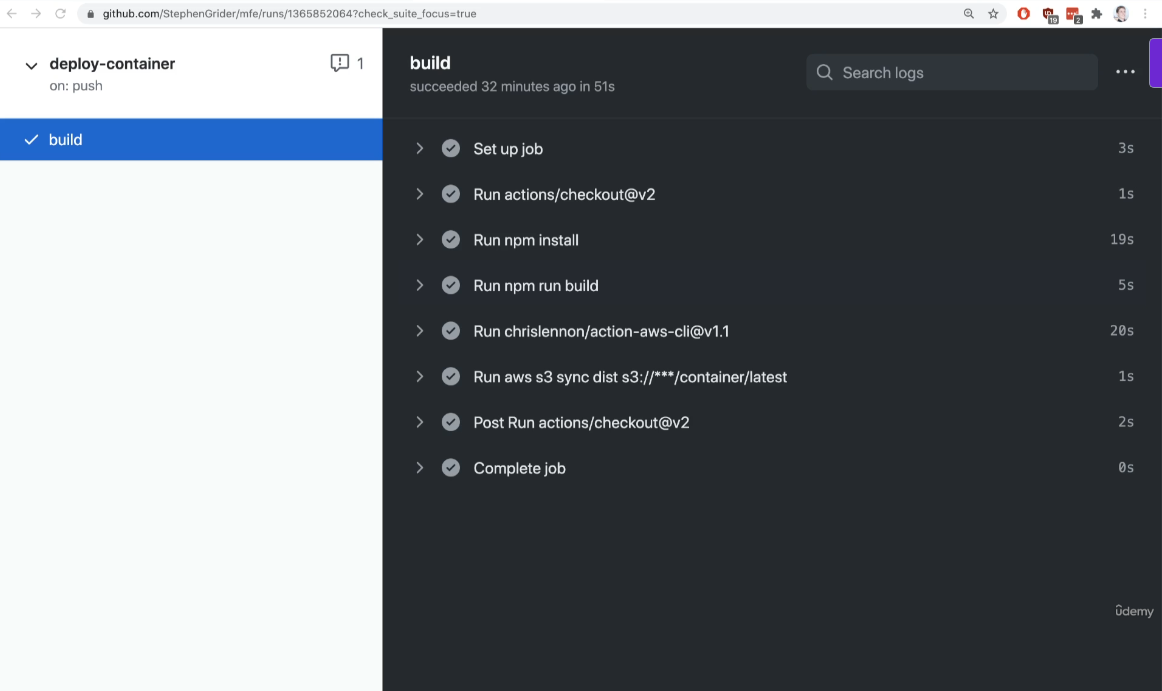 github.com/StephenGrider/mfe/runs/1365852064?check_suite_focus=true
19
2
deploy-container
1
on: push
build
build
succeeded 32 minutes ago in 51s
Search logs
Set up job 3s
Run actions/checkout@v2 1s
Run npm install 19s
Run npm run build 5s
Run chrislennon/action-aws-cli@v1.1 20s
Run aws s3 sync dist s3://***/container/latest 1s
Post Run actions/checkout@v2 2s
Complete job 0s
ûdemy